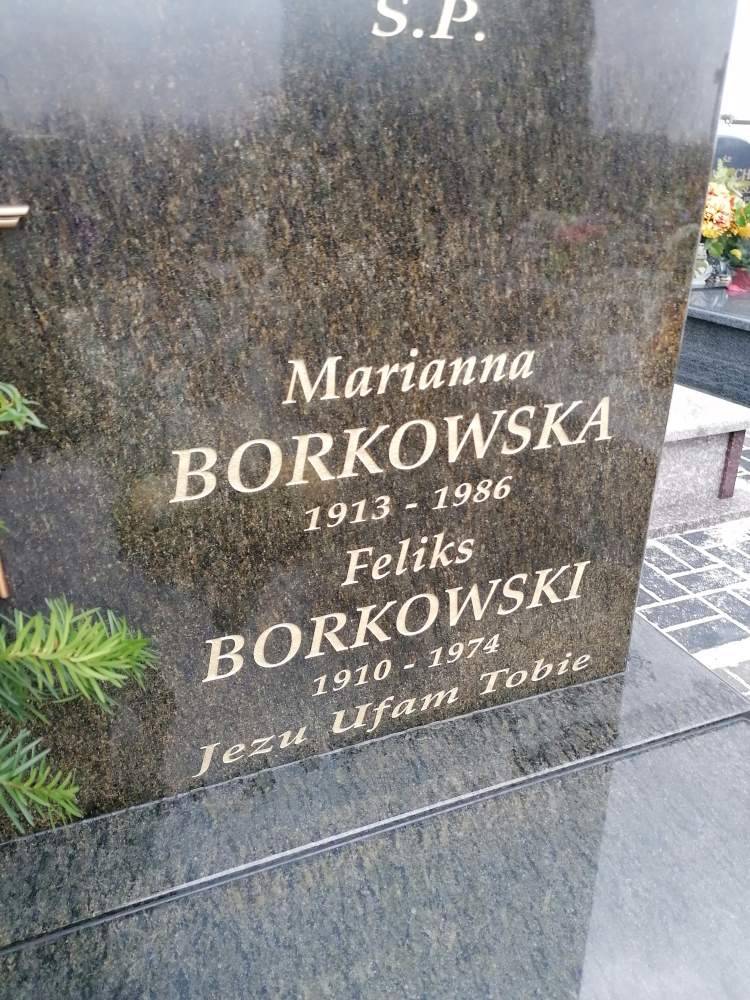 S.P.
Marianna
BORKOWSKA
1913 - 1986
Feliks
BORKOWSKI
1910 - 1974
Jezu Ufam Tobie